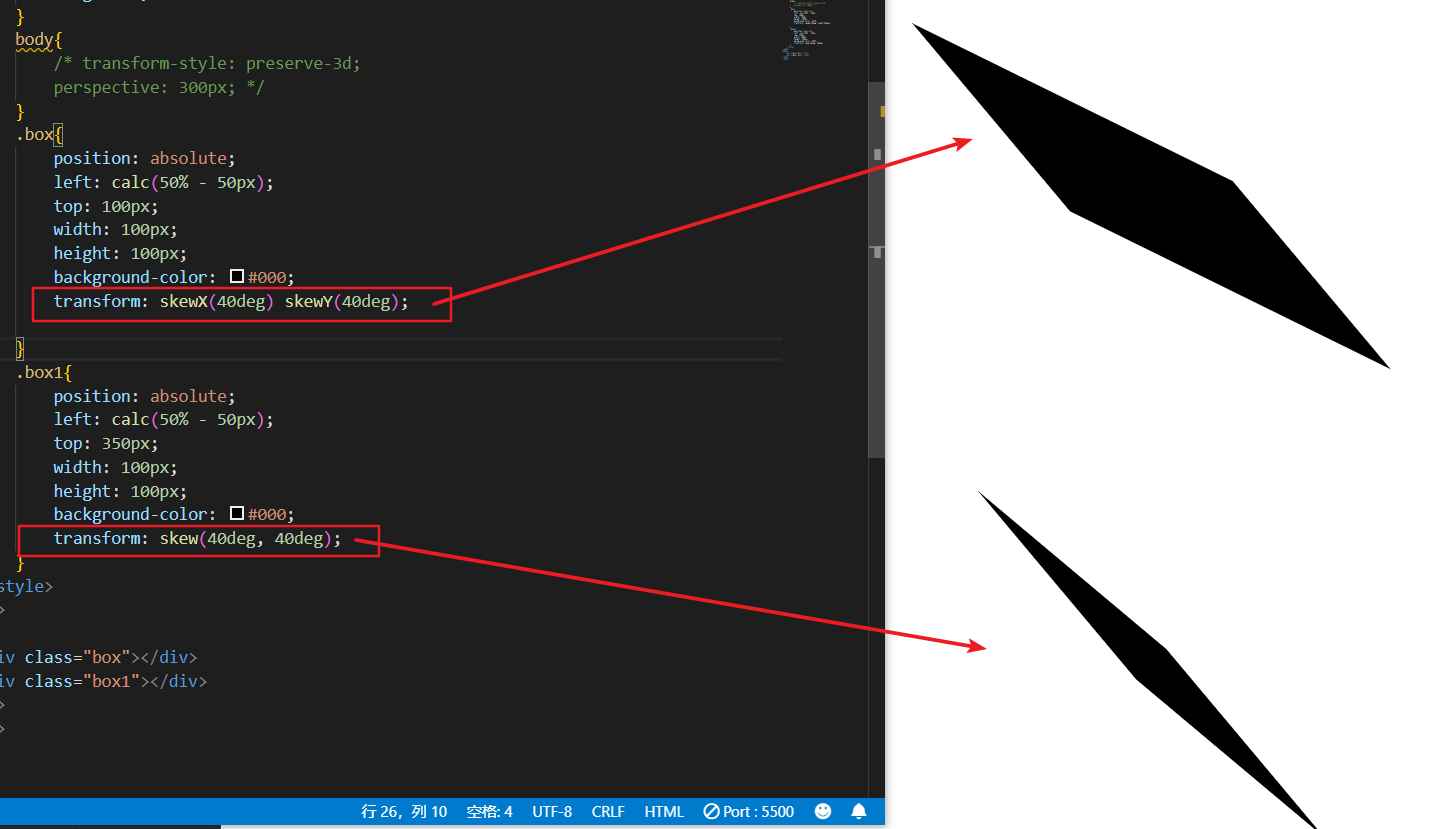 }
body{
/* transform-style: preserve-3d;
perspective: 300px; */
}
.box{
position: absolute;
left: calc(50% - 50px);
top: 100px;
width: 100px;
height: 100px;
background-color: #000;
transform: skewX(40deg) skewY(40deg);
}
.box1{
position: absolute;
left: calc(50% - 50px);
top: 350px;
width: 100px;
height: 100px;
background-color: #000;
transform: skew(40deg, 40deg);
}
style>
>
iv class="box"></div>
iv class="box1"></div>
>
>
行 26，列 10 空格: 4 UTF-8 CRLF HTML Port : 5500